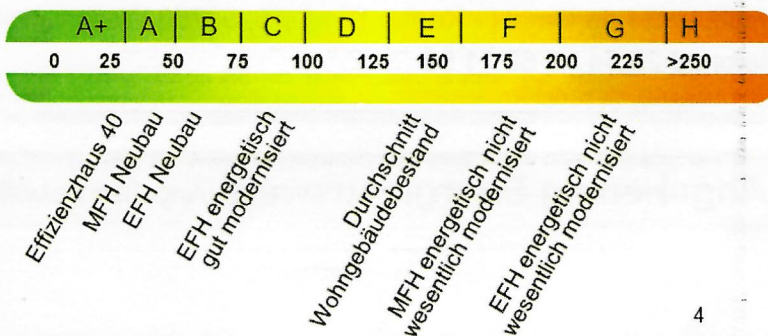 A+ A B C D E F G H
0 25 50 75 100 125 150 175 200 225 >250
Effizienzhaus 40
MFH Neubau
EFH Neubau
EFH energetisch
gut modernisiert
Durchschnitt
Wohngebäudebestand
MFH energetisch nicht
wesentlich modernisiert
EFH energetisch nicht
wesentlich modernisiert
4